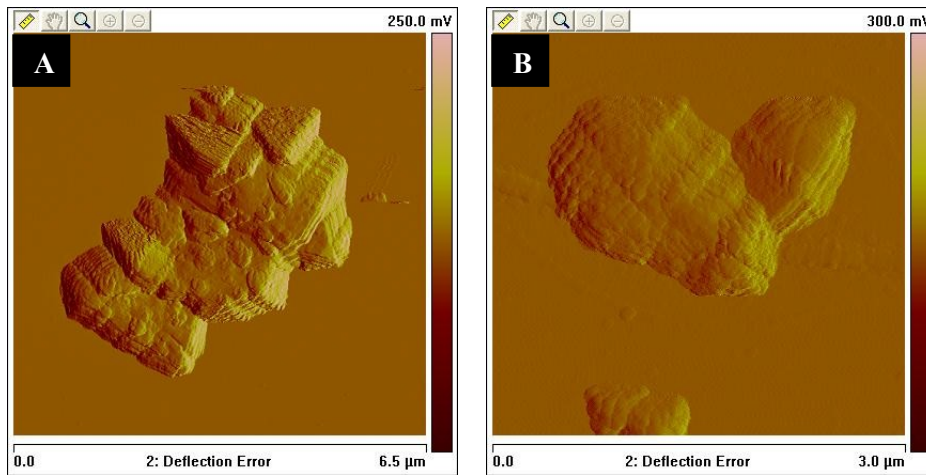 250.0 mV
A
0.0 2: Deflection Error 6.5 µm
300.0 mV
B
0.0 2: Deflection Error 3.0 µm